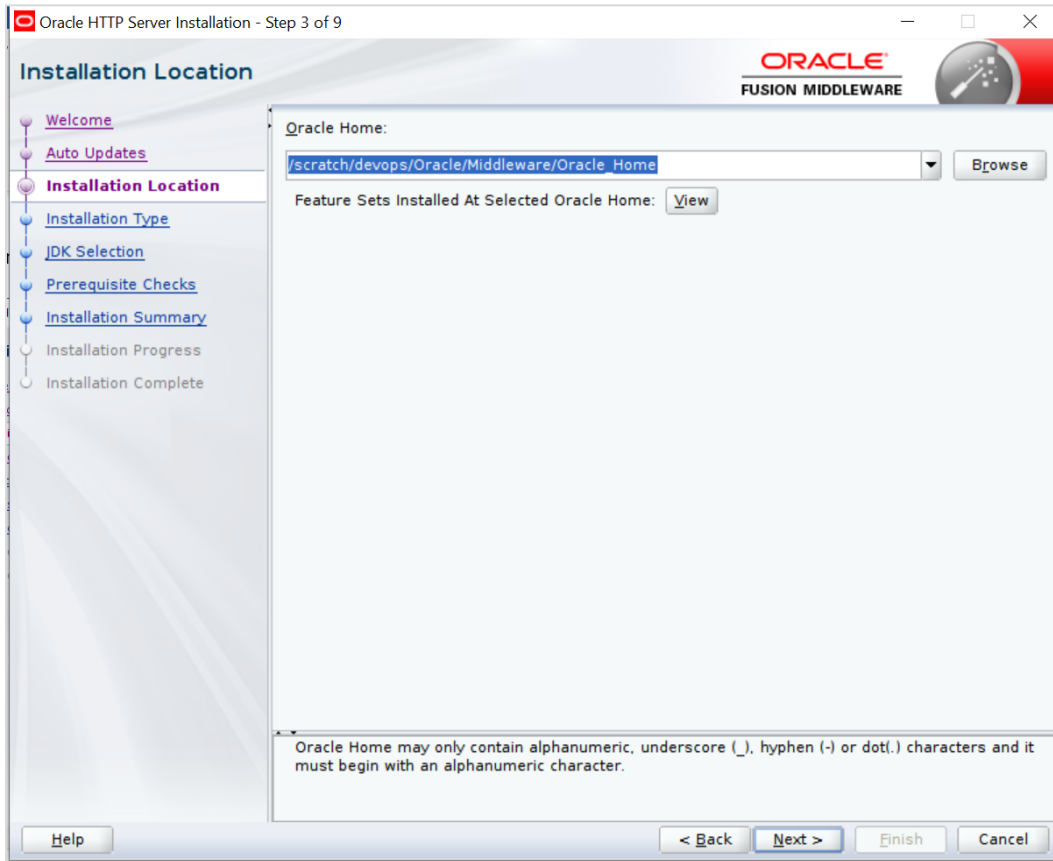 Oracle HTTP Server Installation - Step 3 of 9
Installation Location
ORACLE
FUSION MIDDLEWARE
Welcome
Auto Updates
Installation Location
Installation Type
JDK Selection
Prerequisite Checks
Installation Summary
Installation Progress
Installation Complete
Oracle Home:
/scratch/devops/Oracle/Middleware/Oracle_Home
Browse
Feature Sets Installed At Selected Oracle Home: View
Oracle Home may only contain alphanumeric, underscore (_), hyphen (-) or dot(.) characters and it
must begin with an alphanumeric character.
Help
< Back
Next >
Finish
Cancel